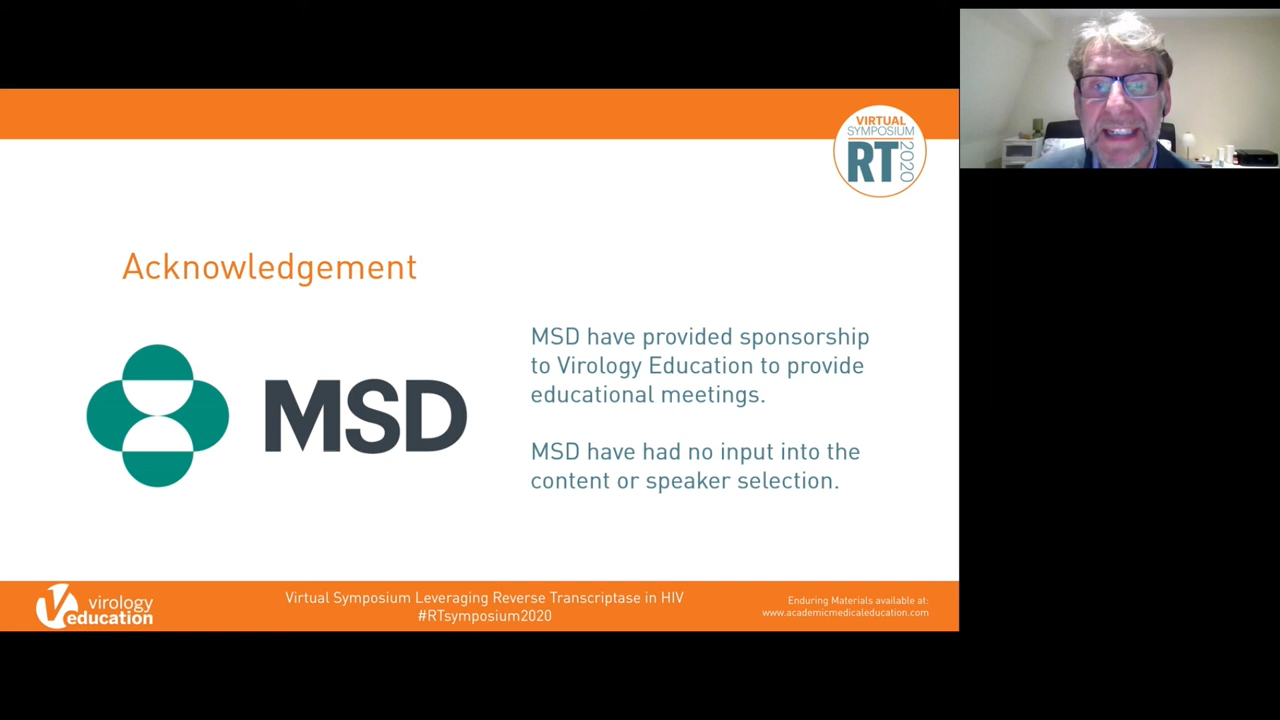 VIRTUAL
SYMPOSIUM
RT 2020
Acknowledgement
MSD
MSD have provided sponsorship
to Virology Education to provide
educational meetings.
MSD have had no input into the
content or speaker selection.
virology
education
Virtual Symposium Leveraging Reverse Transcriptase in HIV
#RTsymposium2020
Enduring Materials available at:
www.academicmedicaleducation.com